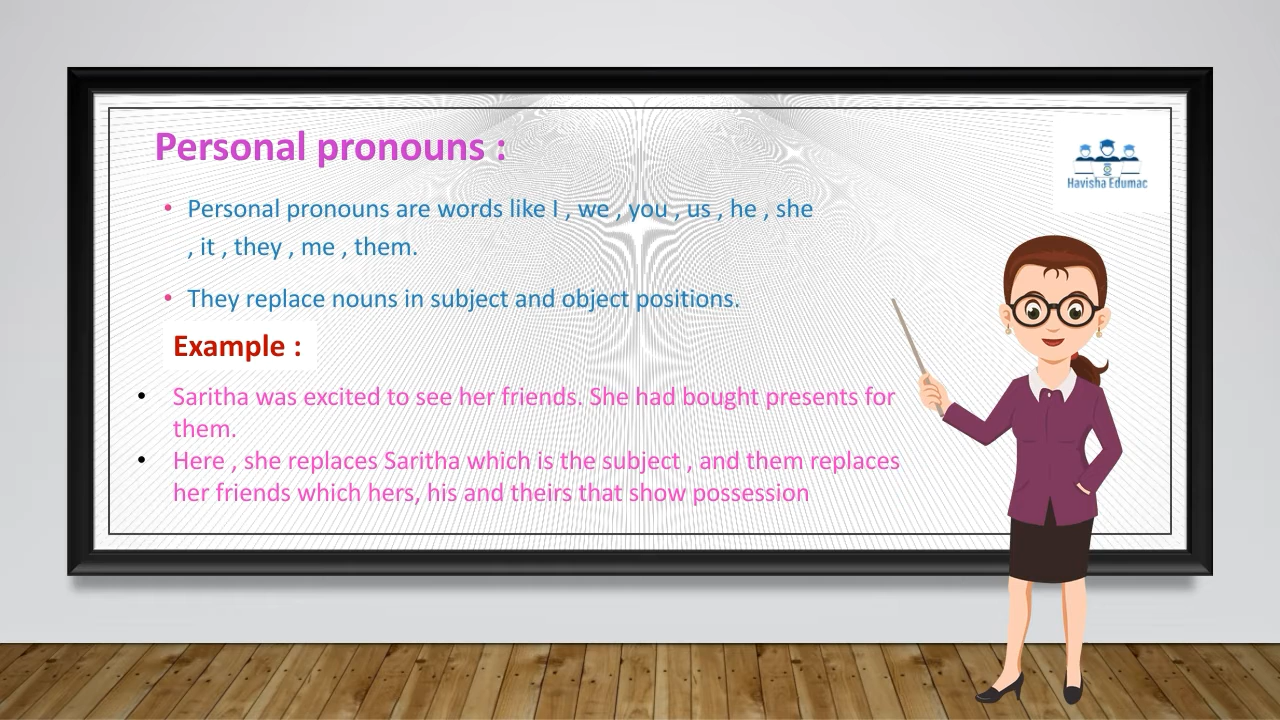 Personal pronouns :
Havisha Edumac
• Personal pronouns are words like I , we , you , us , he , she
, it , they , me , them.
• They replace nouns in subject and object positions.
Example :
• Saritha was excited to see her friends. She had bought presents for
them.
• Here , she replaces Saritha which is the subject , and them replaces
her friends which hers, his and theirs that show possession